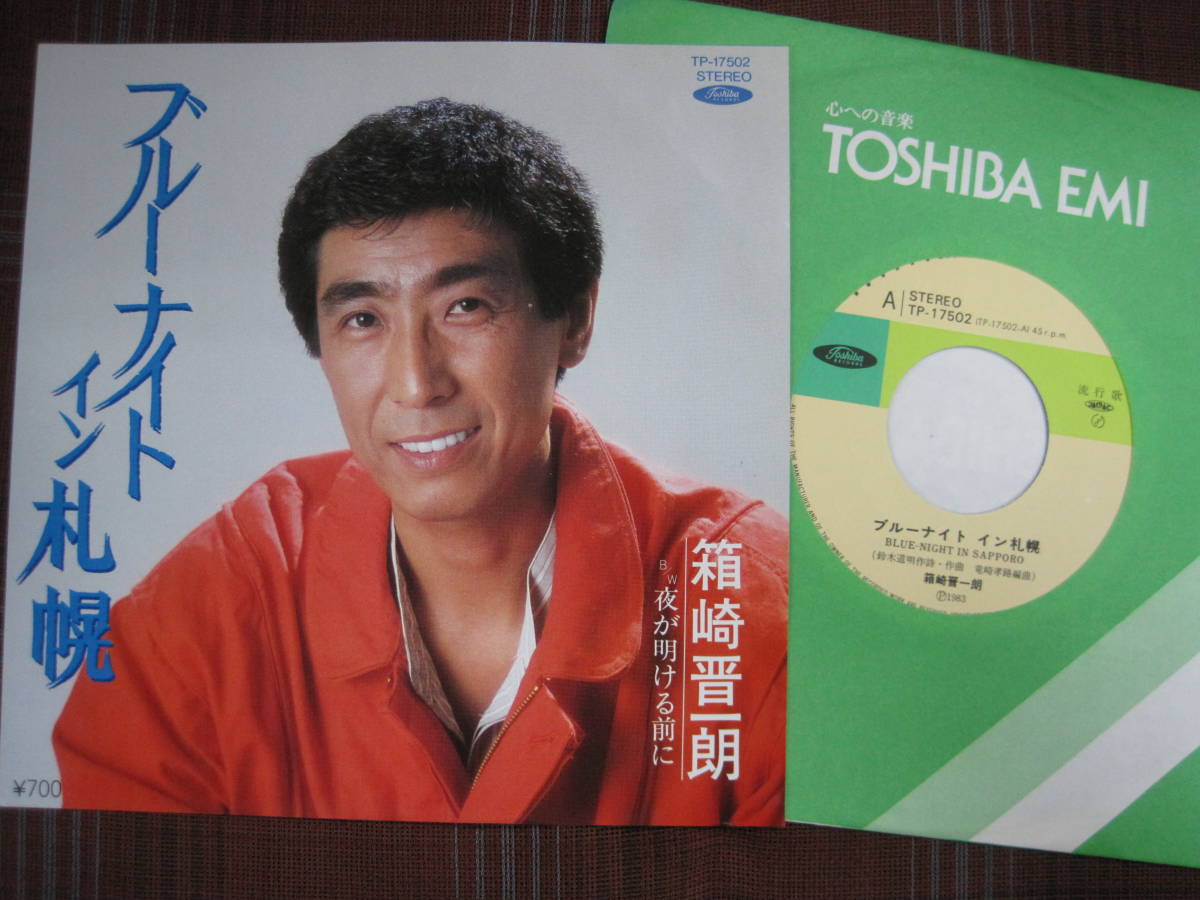 TP-17502
STEREO
Toshiba
RECORDS
ブルーナイト
イン札幌
箱崎晋一朗
B/W 夜が明ける前に
¥700
心への音楽
TOSHIBA EMI
A
STEREO
TP-17502 (TP-17502-A) 45 r.p.m.
Toshiba
RECORDS
流行歌
ブルーナイト イン札幌
BLUE-NIGHT IN SAPPORO
(鈴木道明作詩・作曲 竜崎孝路編曲)
箱崎晋一朗
Ⓟ1983